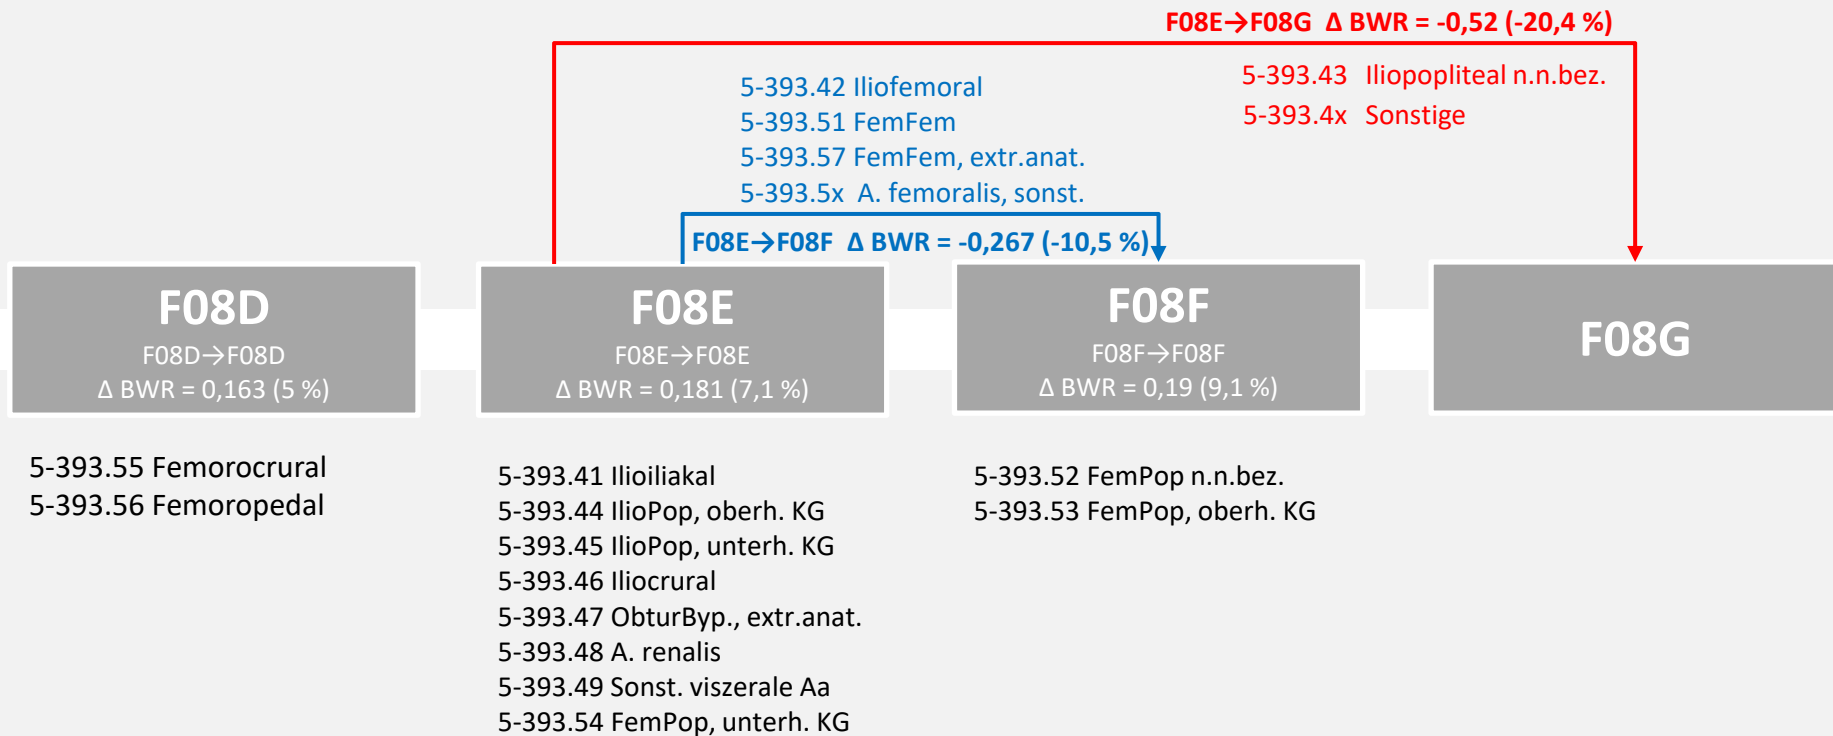 F08E→F08G Δ BWR = -0,52 (-20,4 %)
5-393.43 Iliopopliteal n.n.bez.
5-393.4x Sonstige
5-393.42 Iliofemoral
5-393.51 FemFem
5-393.57 FemFem, extr.anat.
5-393.5x A. femoralis, sonst.
F08E→F08F Δ BWR = -0,267 (-10,5 %)
F08D
F08D→F08D
Δ BWR = 0,163 (5 %)
F08E
F08E→F08E
Δ BWR = 0,181 (7,1 %)
F08F
F08F→F08F
Δ BWR = 0,19 (9,1 %)
F08G
5-393.55 Femorocrural
5-393.56 Femoropedal
5-393.41 Ilioiliakal
5-393.44 IlioPop, oberh. KG
5-393.45 IlioPop, unterh. KG
5-393.46 Iliocrural
5-393.47 ObturByp., extr.anat.
5-393.48 A. renalis
5-393.49 Sonst. viszerale Aa
5-393.54 FemPop, unterh. KG
5-393.52 FemPop n.n.bez.
5-393.53 FemPop, oberh. KG